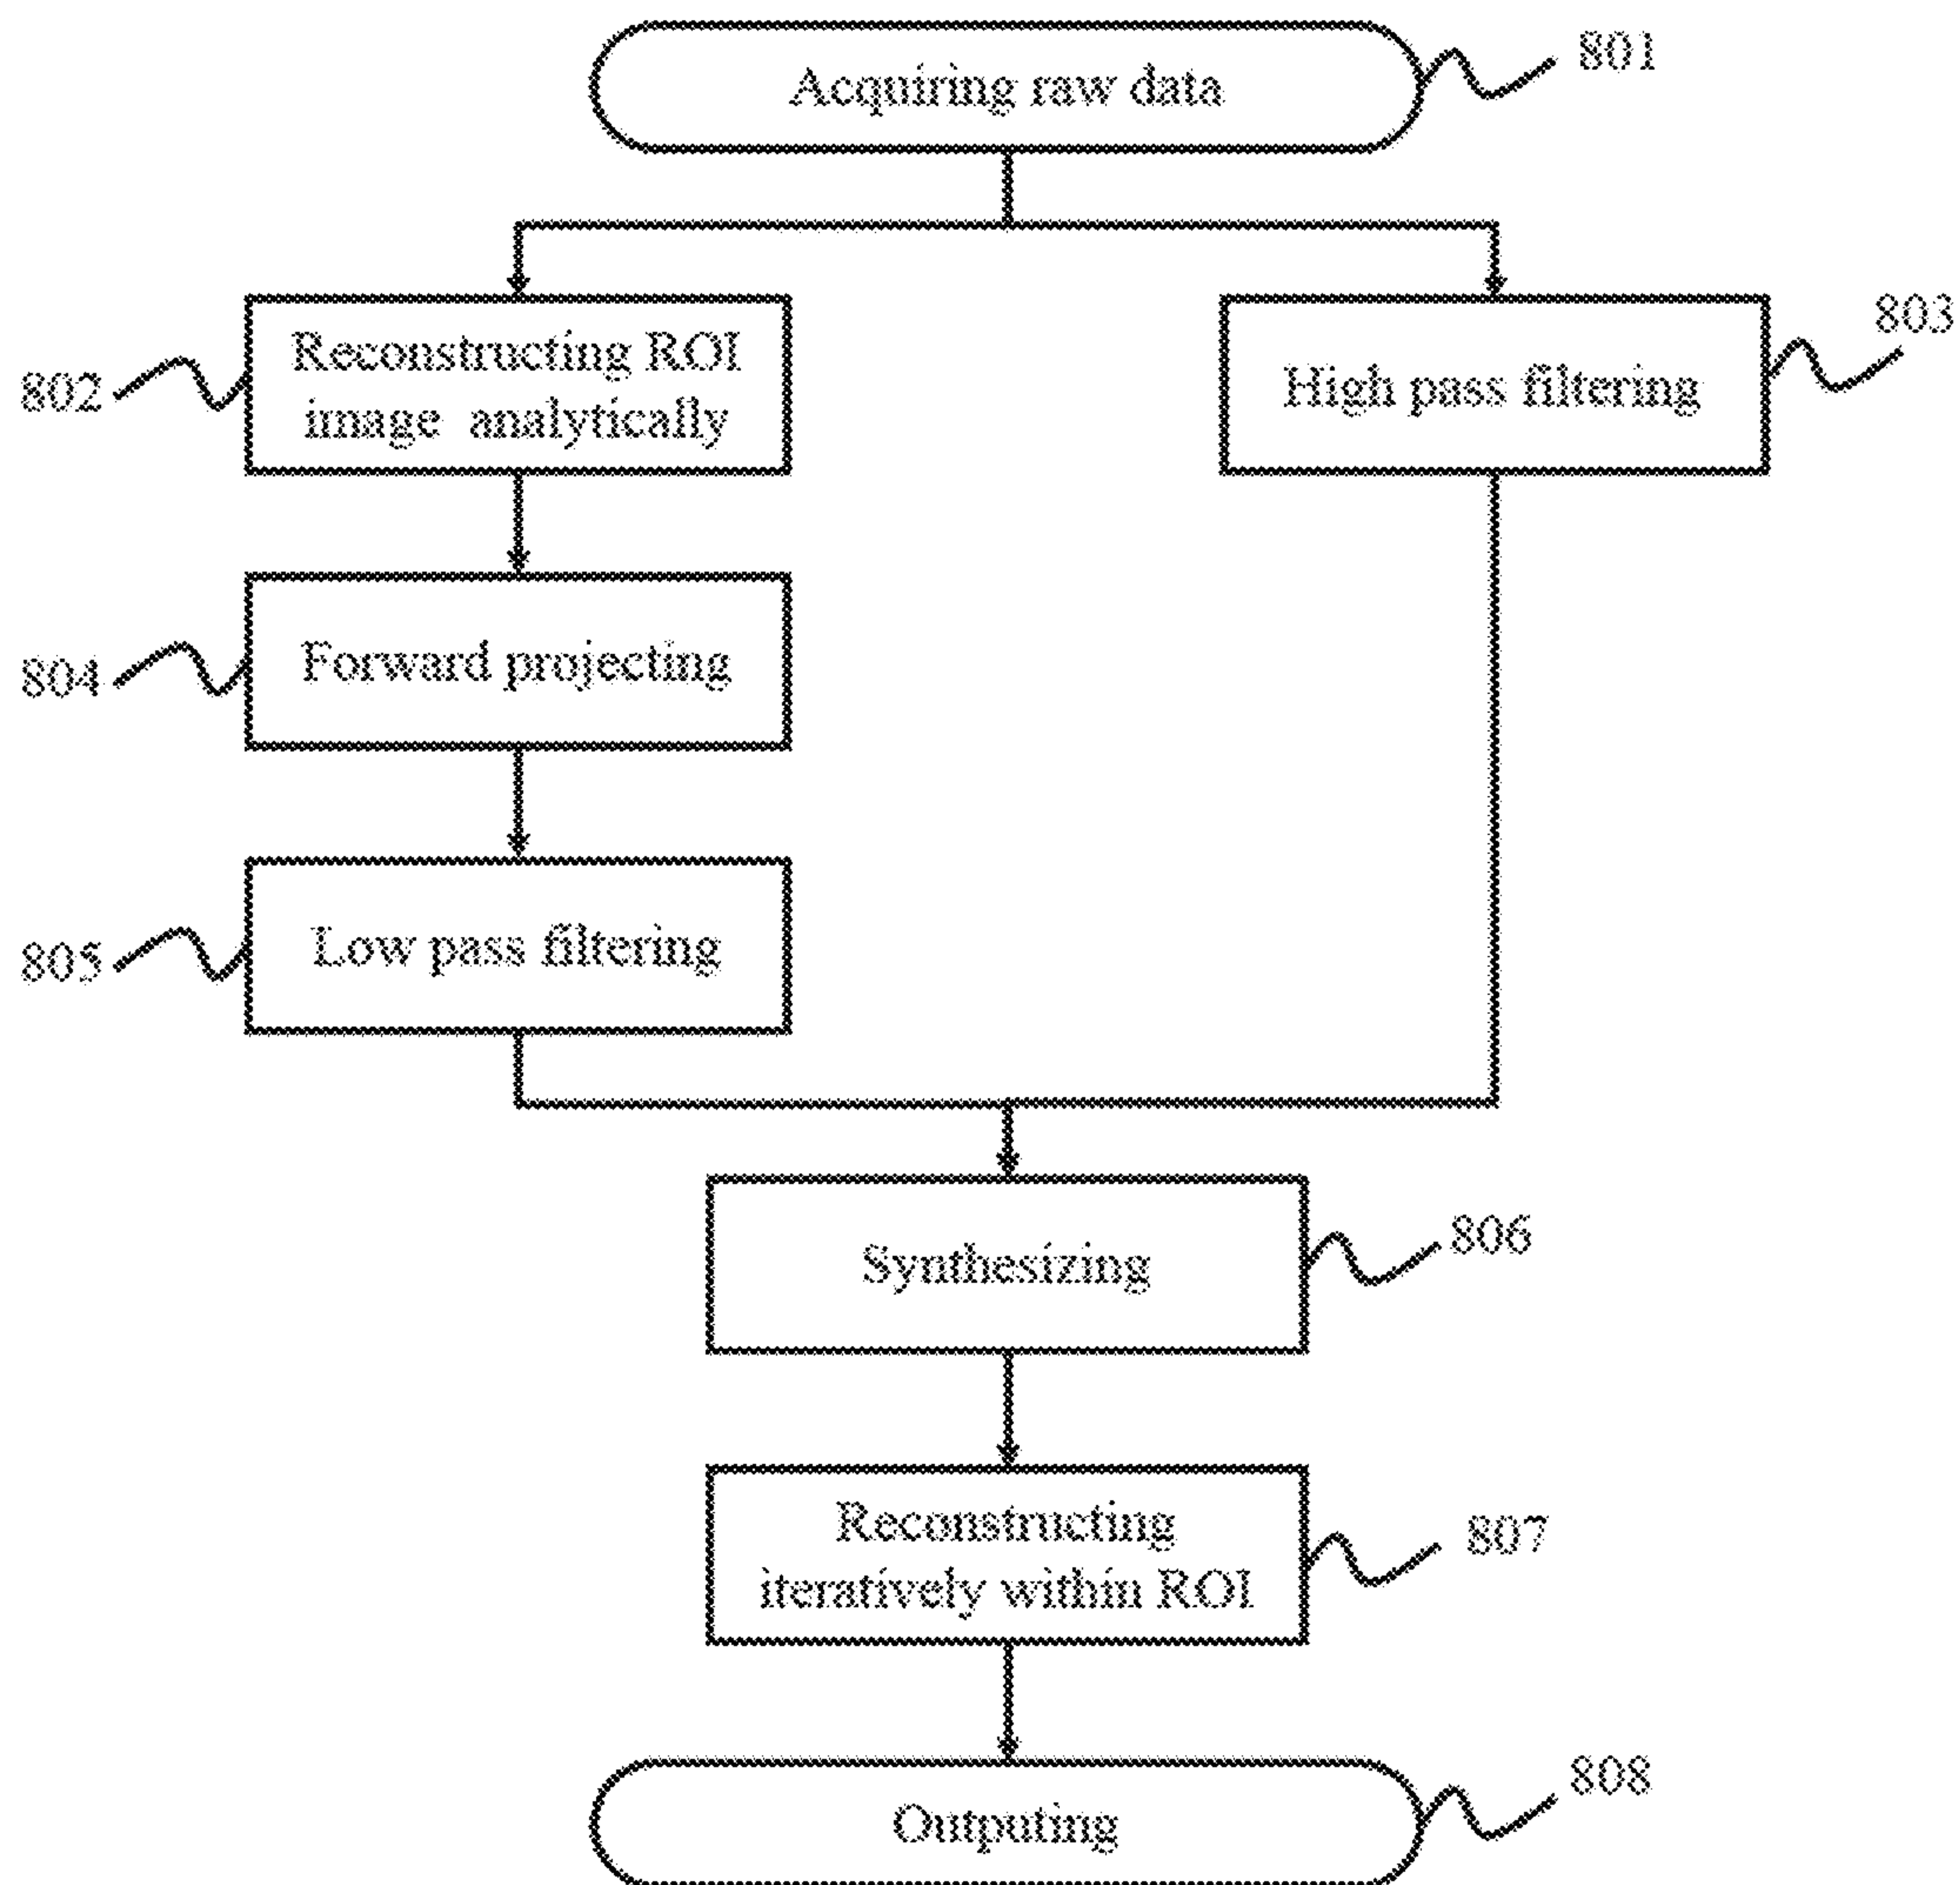 Acquiring raw data
801
Reconstructing ROI
image analytically
802
High pass filtering
803
Forward projecting
804
Low pass filtering
805
Synthesizing
806
Reconstructing
iteratively within ROI
807
Outputing
808